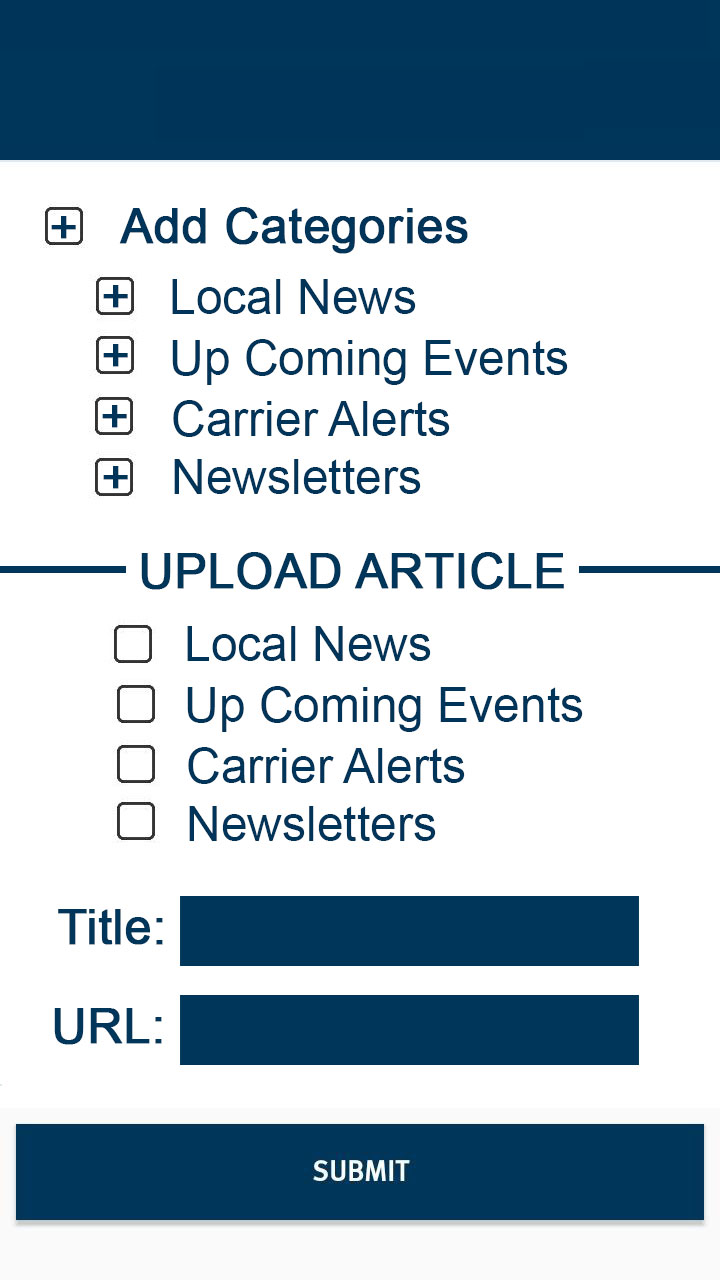 Add Categories
Local News
Up Coming Events
Carrier Alerts
Newsletters
UPLOAD ARTICLE
Local News
Up Coming Events
Carrier Alerts
Newsletters
Title:
URL:
SUBMIT